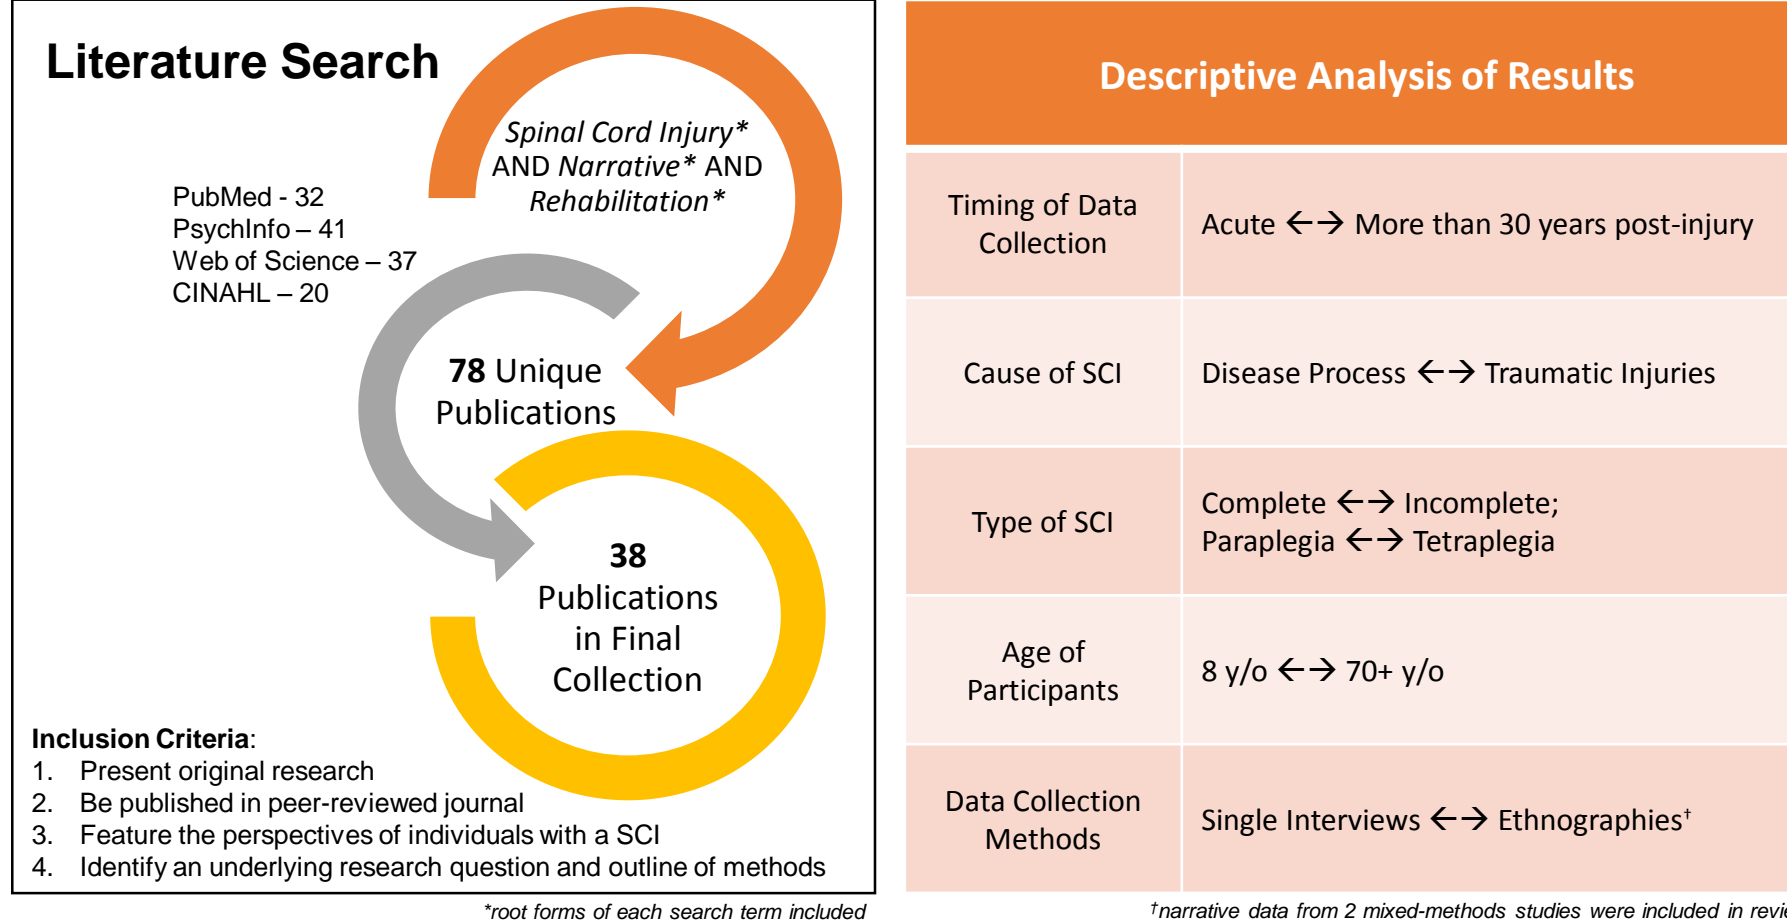 Literature Search
Spinal Cord Injury*
AND Narrative* AND
Rehabilitation*
PubMed - 32
PsychInfo – 41
Web of Science – 37
CINAHL – 20
78 Unique
Publications
38
Publications
in Final
Collection
Inclusion Criteria:
1. Present original research
2. Be published in peer-reviewed journal
3. Feature the perspectives of individuals with a SCI
4. Identify an underlying research question and outline of methods
*root forms of each search term included
Descriptive Analysis of Results
Timing of Data
Collection
Acute ←→ More than 30 years post-injury
Cause of SCI
Disease Process ←→ Traumatic Injuries
Type of SCI
Complete ←→ Incomplete;
Paraplegia ←→ Tetraplegia
Age of
Participants
8 y/o ←→ 70+ y/o
Data Collection
Methods
Single Interviews ←→ Ethnographies†
†narrative data from 2 mixed-methods studies were included in